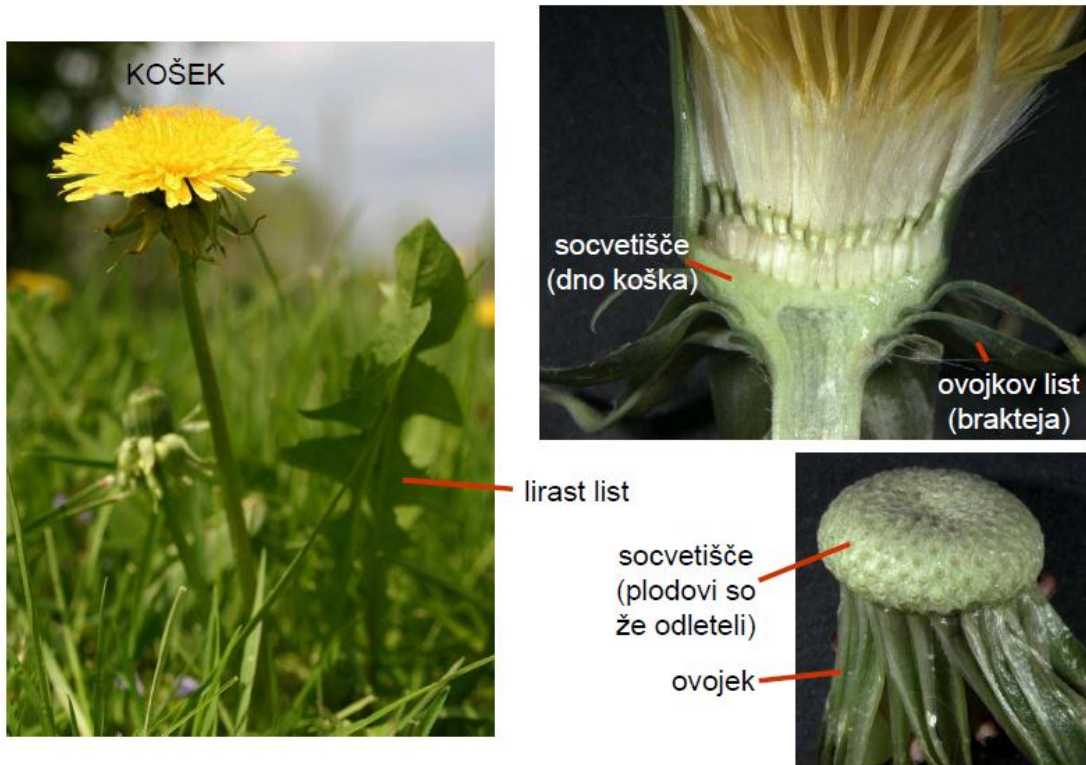 KOŠEK
socvetišče
(dno koška)
ovojkov list
(brakteja)
lirast list
socvetišče
(plodovi so
že odleteli)
ovojek